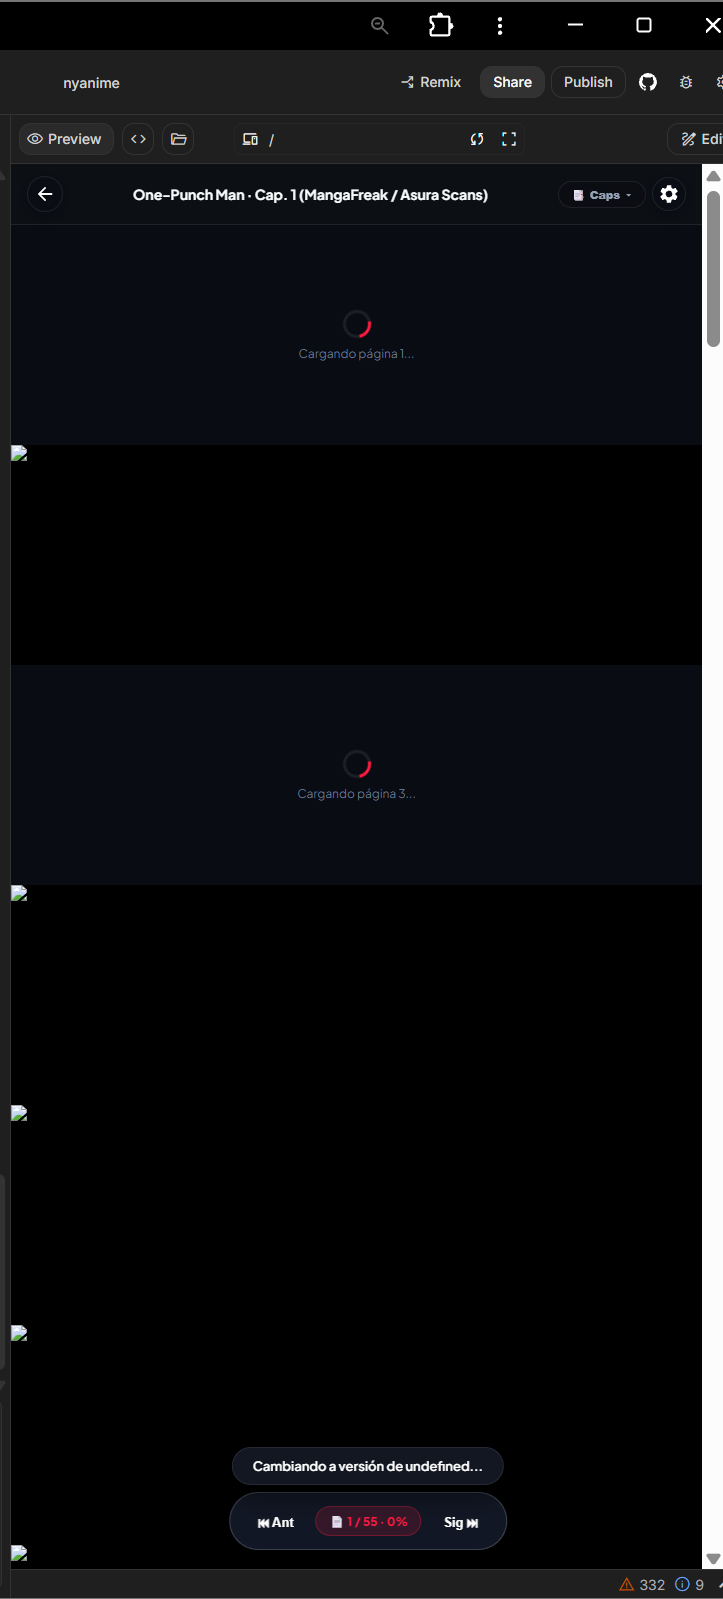 nyanime
Remix
Share
Publish
Preview
/
One-Punch Man · Cap. 1 (MangaFreak / Asura Scans)
Caps
Cargando página 1...
Cargando página 3...
Cambiando a versión de undefined...
Ant
1 / 55 · 0%
Sig
332
9